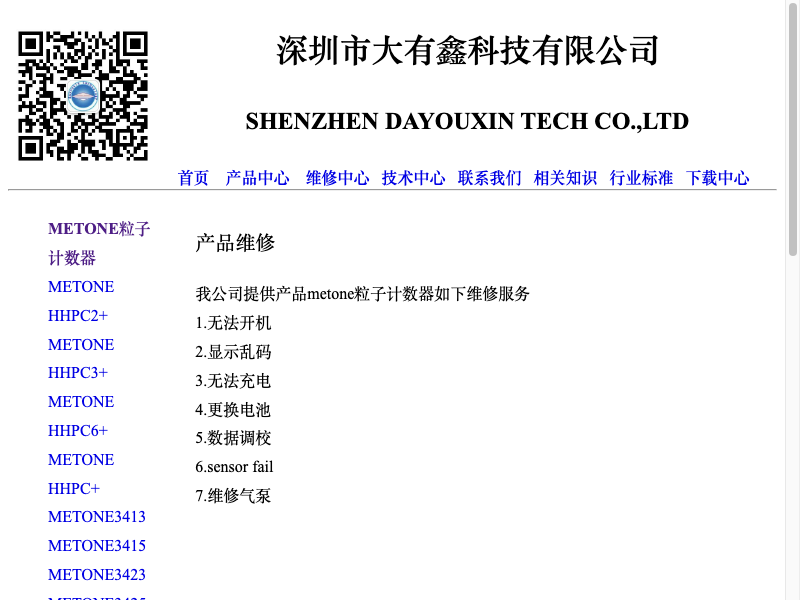 深圳市大有鑫科技有限公司
SHENZHEN DAYOUXIN TECH CO.,LTD
首页 产品中心 维修中心 技术中心 联系我们 相关知识 行业标准 下载中心
METONE粒子
计数器
METONE
HHPC2+
METONE
HHPC3+
METONE
HHPC6+
METONE
HHPC+
METONE3413
METONE3415
METONE3423
产品维修
我公司提供产品metone粒子计数器如下维修服务
1.无法开机
2.显示乱码
3.无法充电
4.更换电池
5.数据调校
6.sensor fail
7.维修气泵